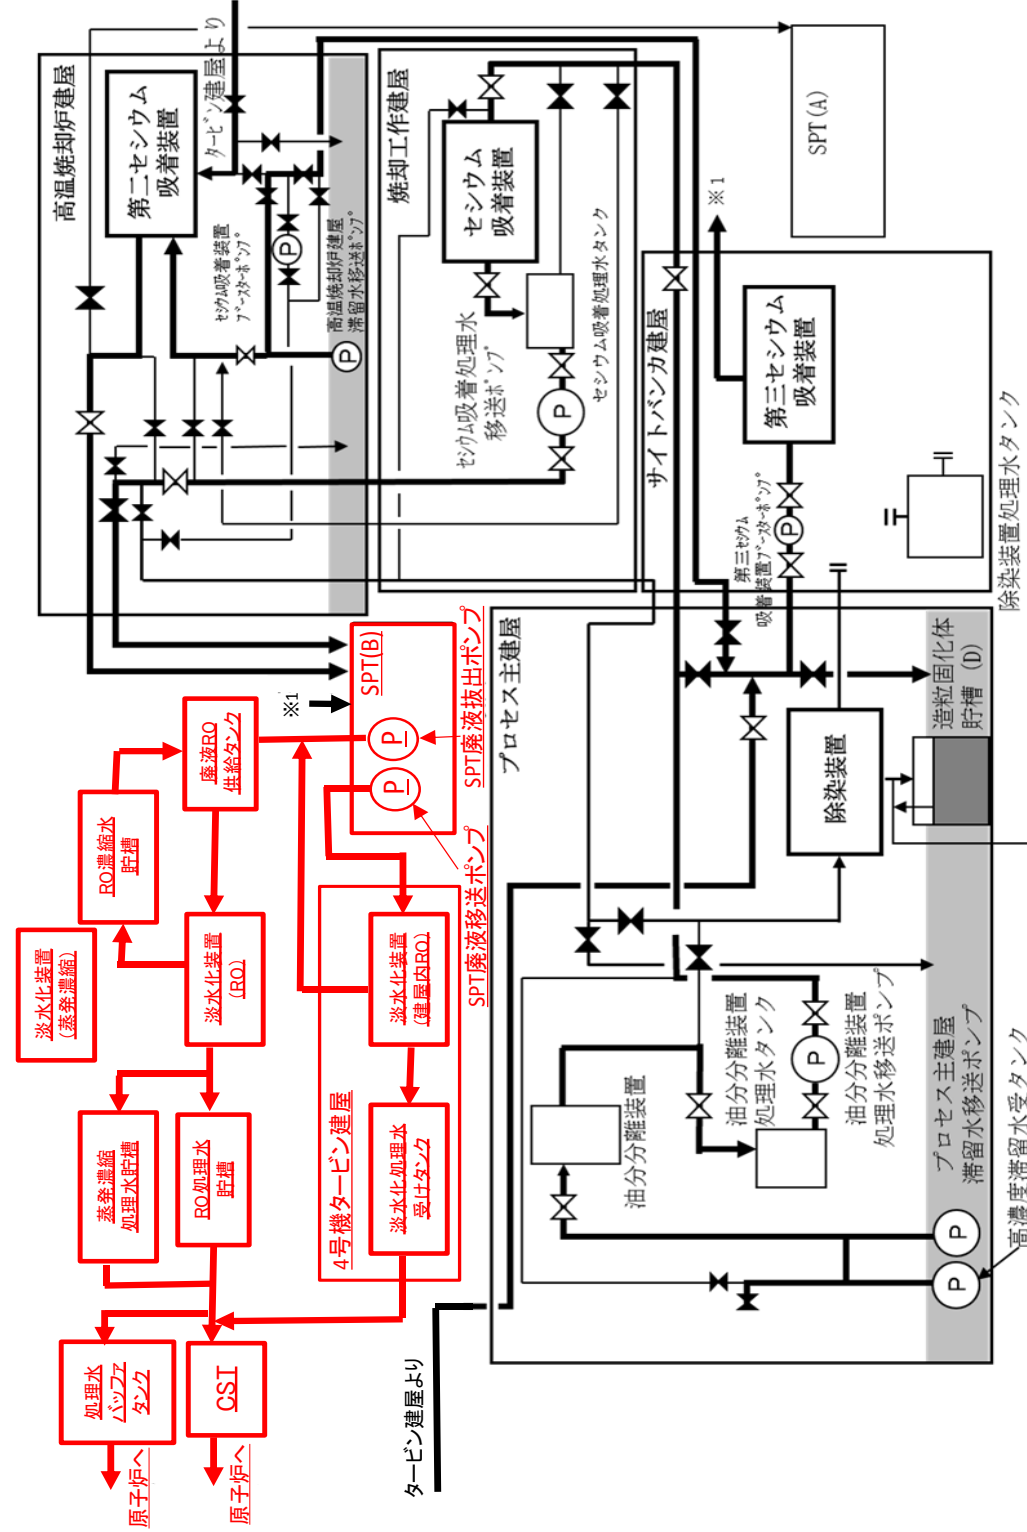 タービン建屋より
高温焼却炉建屋
第二セシウム
吸着装置
セシウム吸着装置
ブースターポンプ
高温焼却炉建屋
滞留水移送ポンプ
P
P
焼却工作建屋
セシウム
吸着装置
セシウム吸着処理水
移送ポンプ
セシウム吸着処理水タンク
P
SPT(A)
※1
サイトバンカ建屋
第三セシウム
吸着装置
第三セシウム
吸着装置ブースターポンプ
P
除染装置処理水タンク
※1
SPT(B)
P
P
SPT廃液抜出ポンプ
SPT廃液移送ポンプ
廃液RO
供給タンク
RO濃縮水
貯槽
淡水化装置
(RO)
淡水化装置
(蒸発濃縮)
淡水化装置
(建屋内RO)
4号機タービン建屋
淡水化処理水
受けタンク
RO処理水
貯槽
蒸発濃縮
処理水貯槽
処理水
バッファ
タンク
CST
原子炉へ
原子炉へ
タービン建屋より
プロセス主建屋
造粒固化体
貯槽(D)
除染装置
油分分離装置
油分分離装置
処理水タンク
油分分離装置
処理水移送ポンプ
P
プロセス主建屋
滞留水移送ポンプ
P
P
高濃度滞留水受タンク